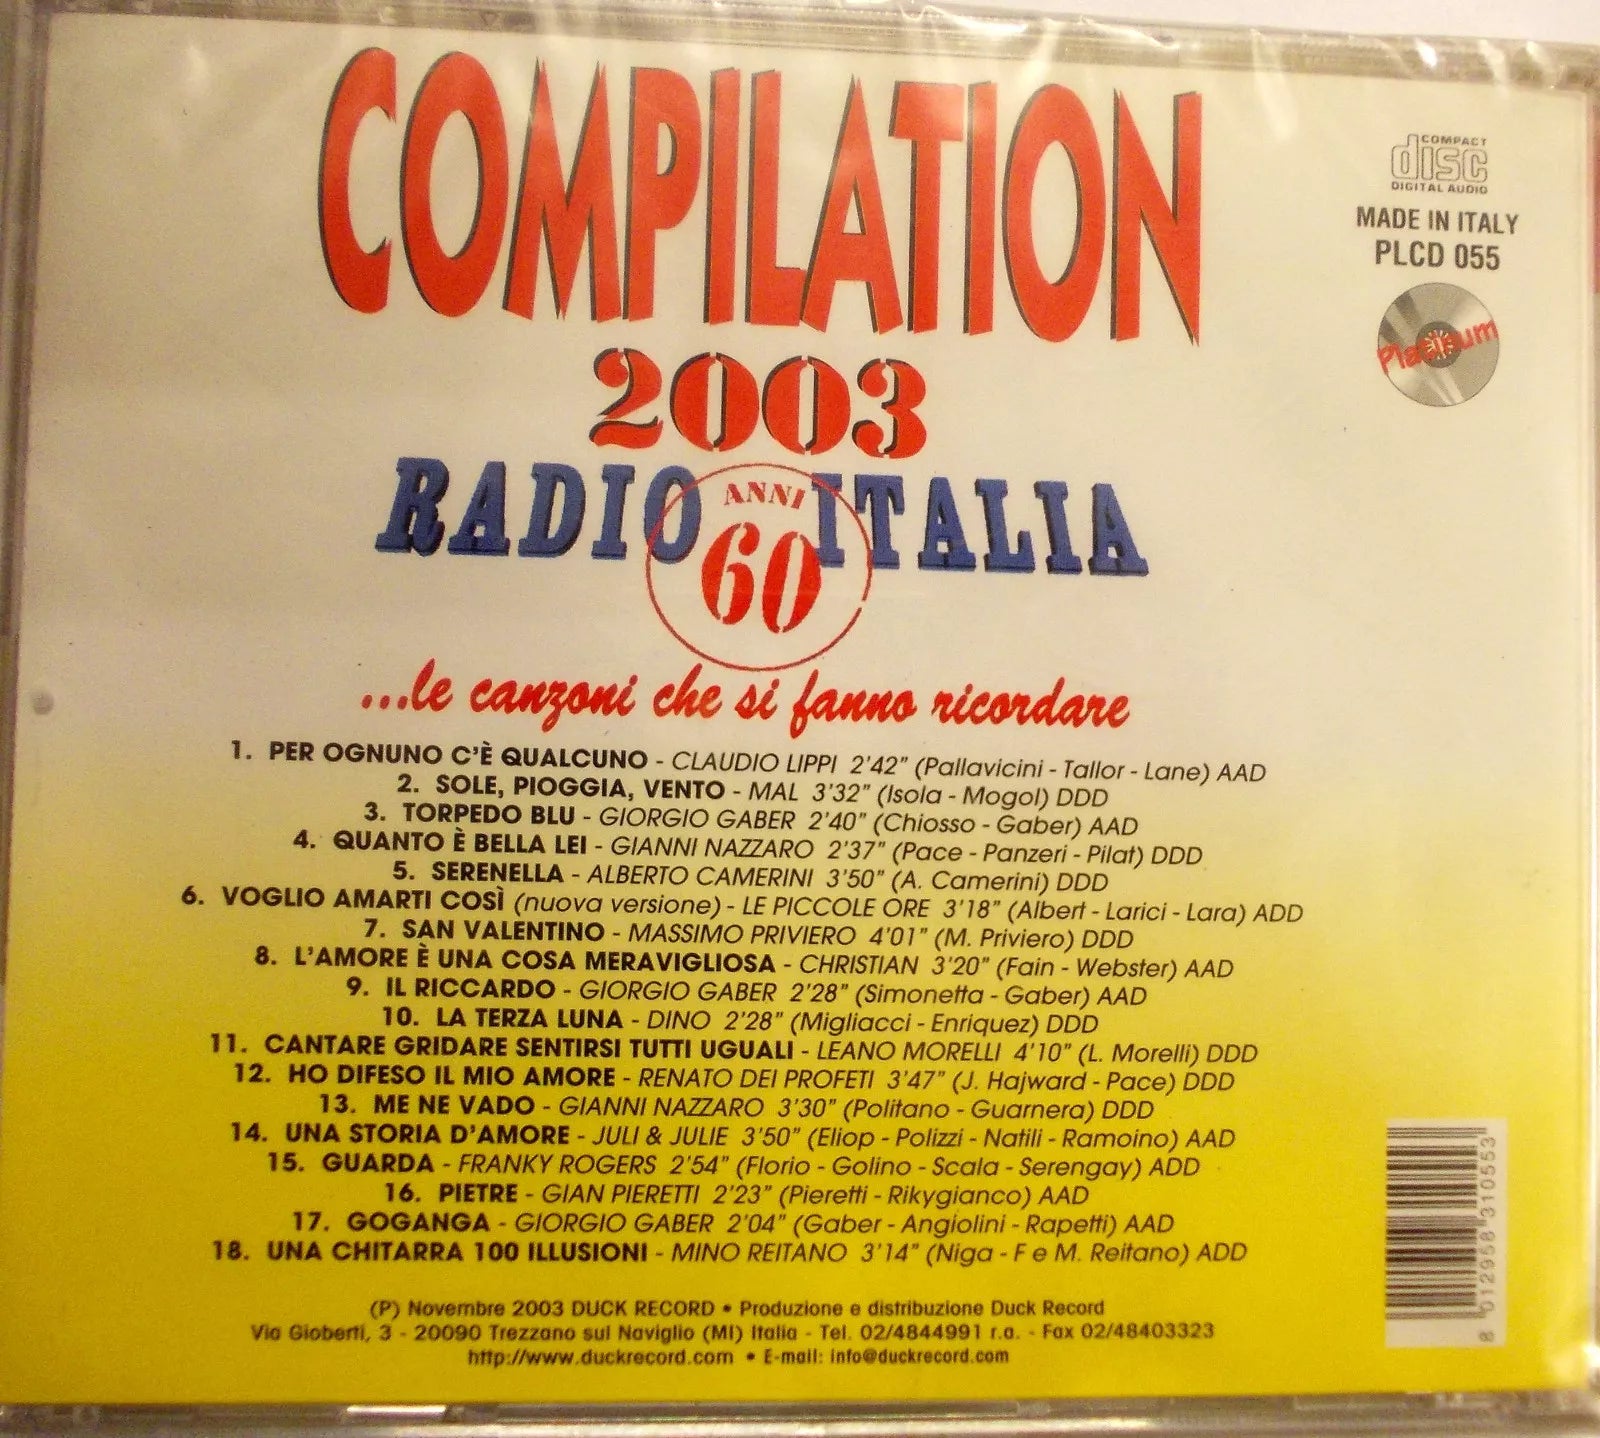 COMPILATION
2003
RADIO ITALIA
ANNI
60
...le canzoni che si fanno ricordare
COMPACT
disc
DIGITAL AUDIO
MADE IN ITALY
PLCD 055
Platinum
1. PER OGNUNO C'È QUALCUNO - CLAUDIO LIPPI 2'42" (Pallavicini - Tallor - Lane) AAD
2. SOLE, PIOGGIA, VENTO - MAL 3'32" (Isola - Mogol) DDD
3. TORPEDO BLU - GIORGIO GABER 2'40" (Chiosso - Gaber) AAD
4. QUANTO È BELLA LEI - GIANNI NAZZARO 2'37" (Pace - Panzeri - Pilat) DDD
5. SERENELLA - ALBERTO CAMERINI 3'50" (A. Camerini) DDD
6. VOGLIO AMARTI COSÌ (nuova versione) - LE PICCOLE ORE 3'18" (Albert - Larici - Lara) ADD
7. SAN VALENTINO - MASSIMO PRIVIERO 4'01" (M. Priviero) DDD
8. L'AMORE È UNA COSA MERAVIGLIOSA - CHRISTIAN 3'20" (Fain - Webster) AAD
9. IL RICCARDO - GIORGIO GABER 2'28" (Simonetta - Gaber) AAD
10. LA TERZA LUNA - DINO 2'28" (Migliacci - Enriquez) DDD
11. CANTARE GRIDARE SENTIRSI TUTTI UGUALI - LEANO MORELLI 4'10" (L. Morelli) DDD
12. HO DIFESO IL MIO AMORE - RENATO DEI PROFETI 3'47" (J. Hajward - Pace) DDD
13. ME NE VADO - GIANNI NAZZARO 3'30" (Politano - Guarnera) DDD
14. UNA STORIA D'AMORE - JULI & JULIE 3'50" (Eliop - Polizzi - Natili - Ramoino) AAD
15. GUARDA - FRANKY ROGERS 2'54" (Florio - Golino - Scala - Serengay) ADD
16. PIETRE - GIAN PIERETTI 2'23" (Pieretti - Rikygianco) AAD
17. GOGANGA - GIORGIO GABER 2'04" (Gaber - Angiolini - Rapetti) AAD
18. UNA CHITARRA 100 ILLUSIONI - MINO REITANO 3'14" (Niga - F e M. Reitano) ADD
(P) Novembre 2003 DUCK RECORD • Produzione e distribuzione Duck Record
Via Gioberti, 3 - 20090 Trezzano sul Naviglio (MI) Italia - Tel. 02/4844991 r.a. - Fax 02/48403323
http://www.duckrecord.com • E-mail: info@duckrecord.com
8 012958 310553